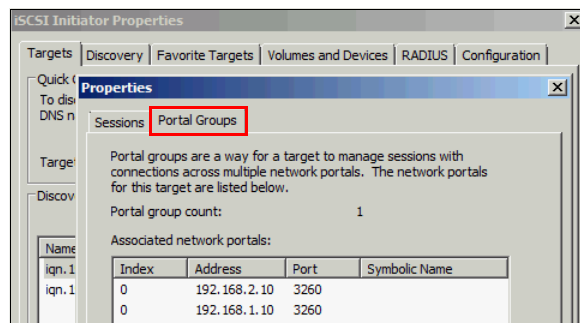 iSCSI Initiator Properties
Targets Discovery Favorite Targets Volumes and Devices RADIUS Configuration
Quick
To
DNS
Properties
Sessions Portal Groups
Portal groups are a way for a target to manage sessions with
connections across multiple network portals. The network portals
for this target are listed below.
Portal group count: 1
Associated network portals:
Index Address Port Symbolic Name
0 192.168.2.10 3260
0 192.168.1.10 3260
Name
iqn.1
iqn.1